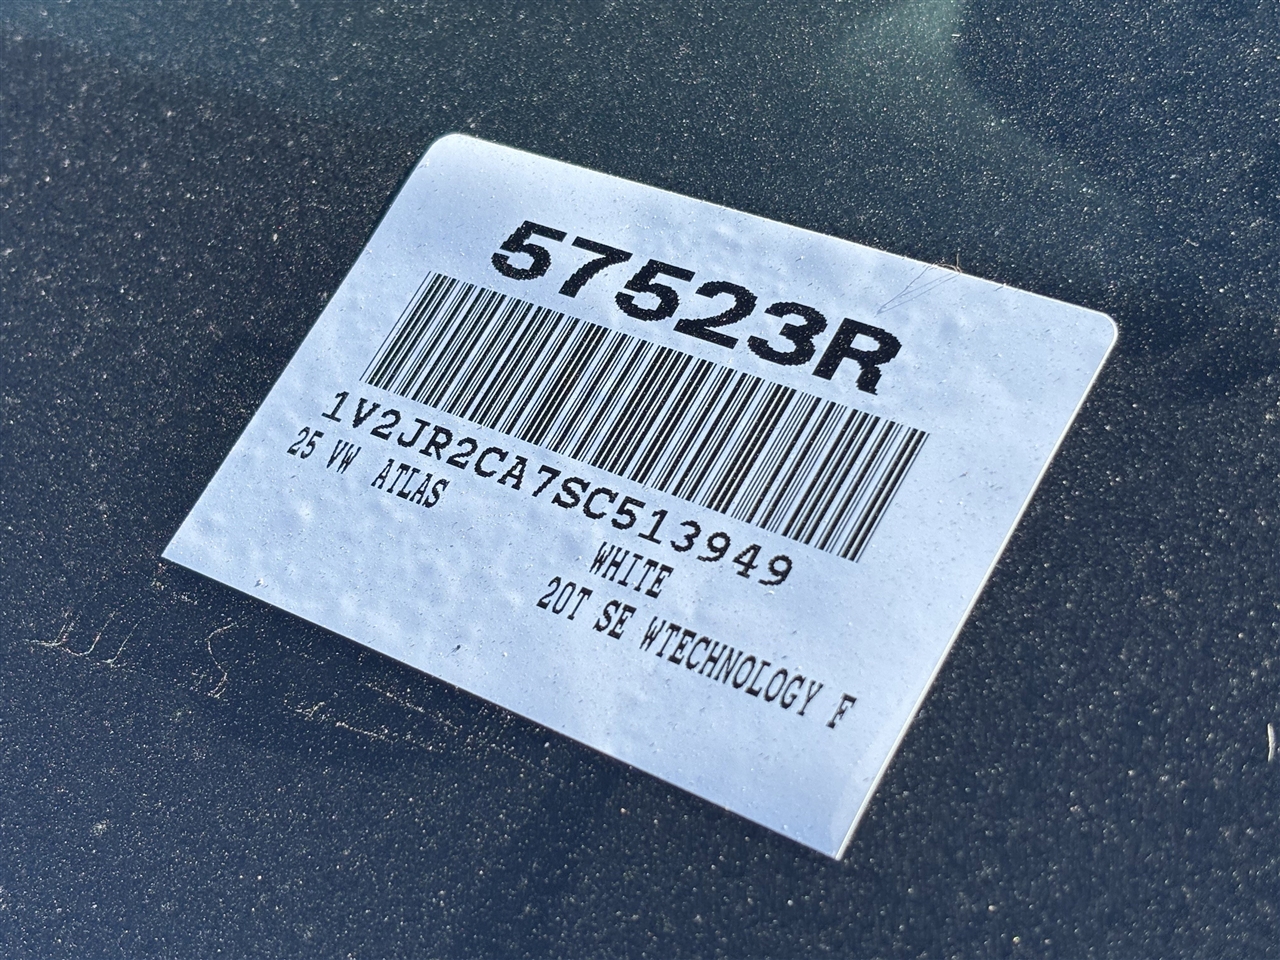 57523R
1V2JR2CA7SC513949
25 VW ATLAS
WHITE
20T SE WTECHNOLOGY F